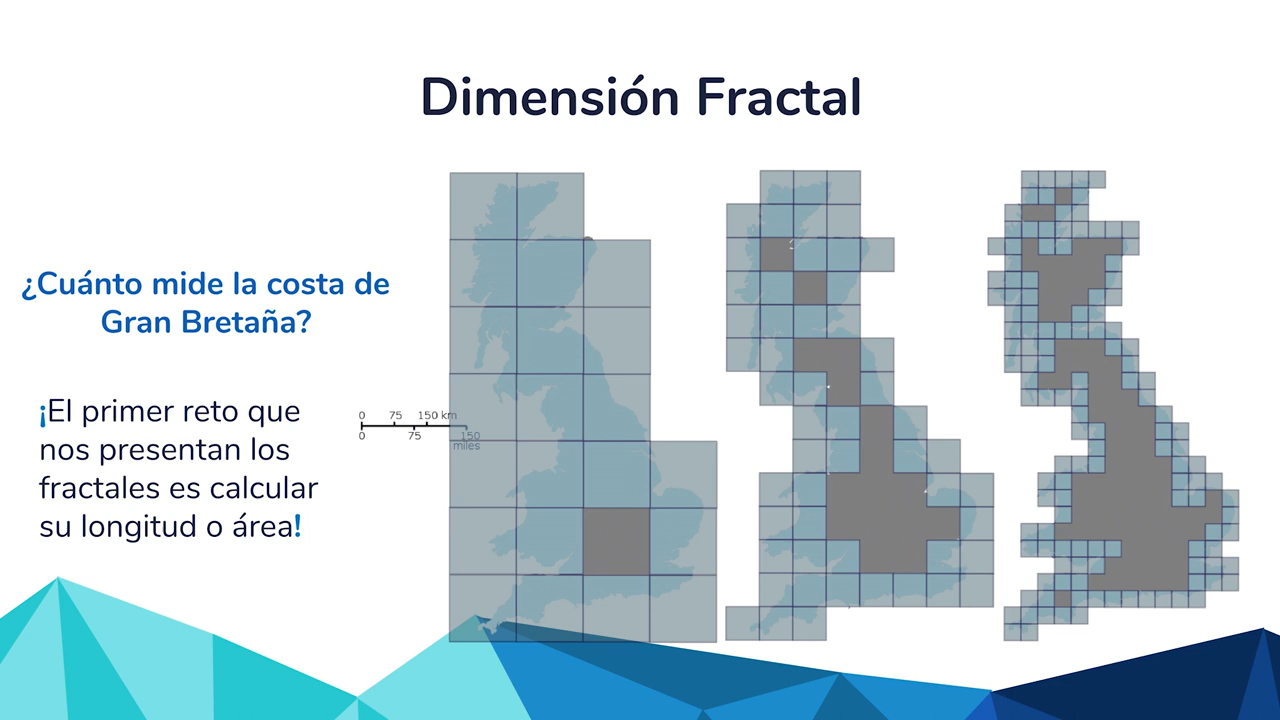 Dimensión Fractal
¿Cuánto mide la costa de
Gran Bretaña?
¡El primer reto que
nos presentan los
fractales es calcular
su longitud o área!
0 75 150 km
0 75 150
miles